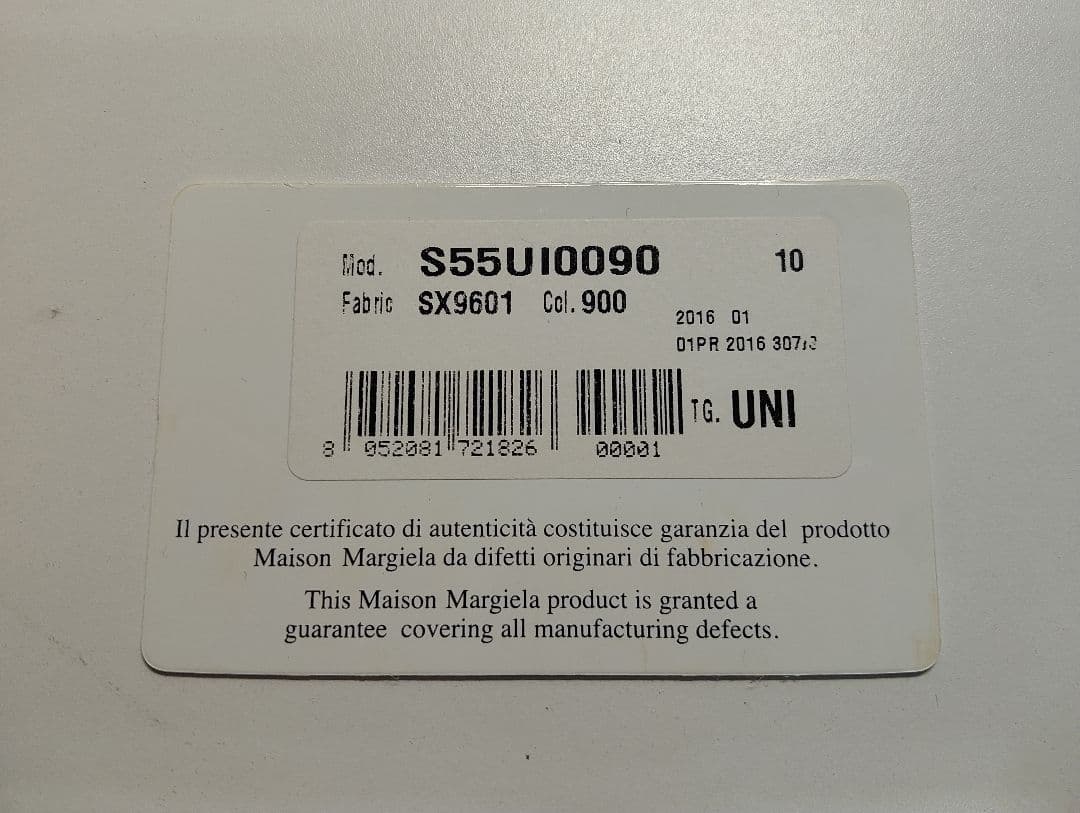 Mod. S55UI0090 10
Fabric SX9601 Col. 900
2016 01
01PR 2016
TG. UNI
8 052081 721826 00001
Il presente certificato di autenticità costituisce garanzia del prodotto
Maison Margiela da difetti originari di fabbricazione.
This Maison Margiela product is granted a
guarantee covering all manufacturing defects.